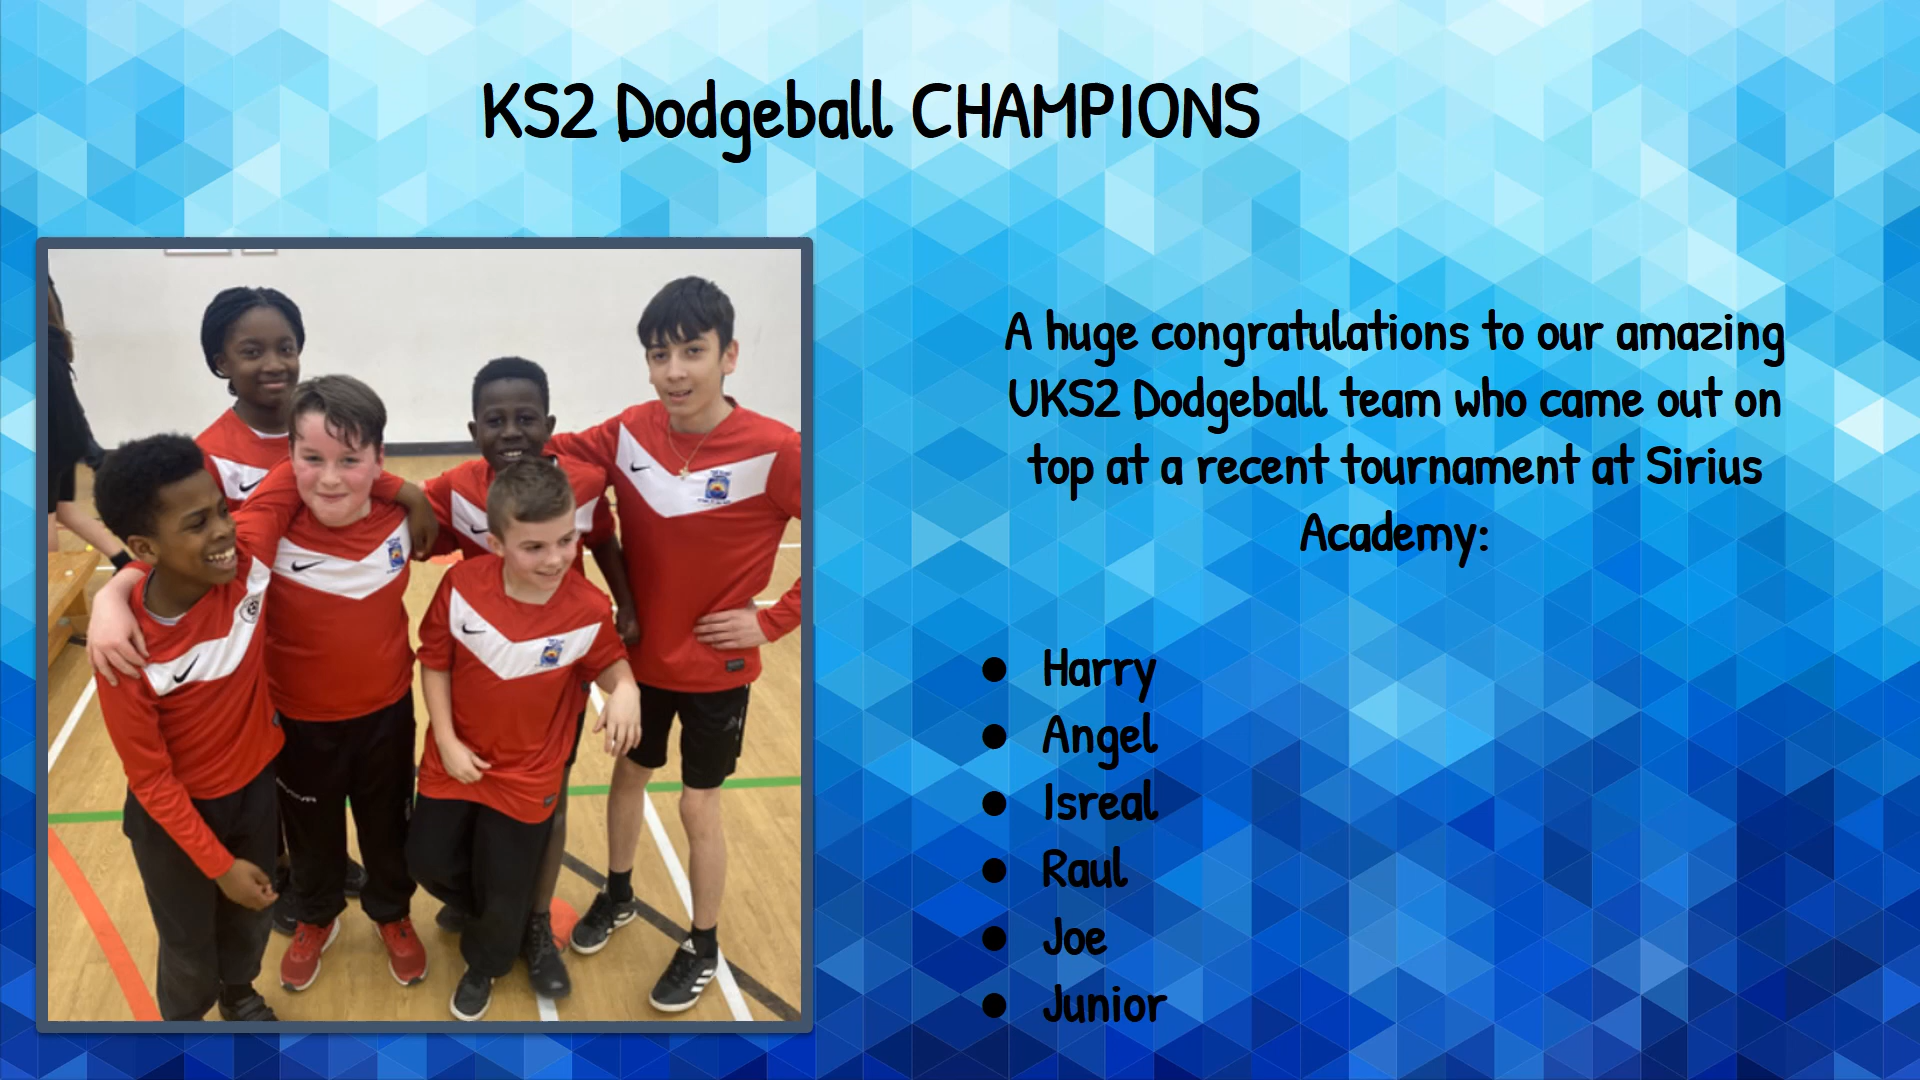 KS2 Dodgeball CHAMPIONS
A huge congratulations to our amazing
UKS2 Dodgeball team who came out on
top at a recent tournament at Sirius
Academy:
● Harry
● Angel
● Isreal
● Raul
● Joe
● Junior